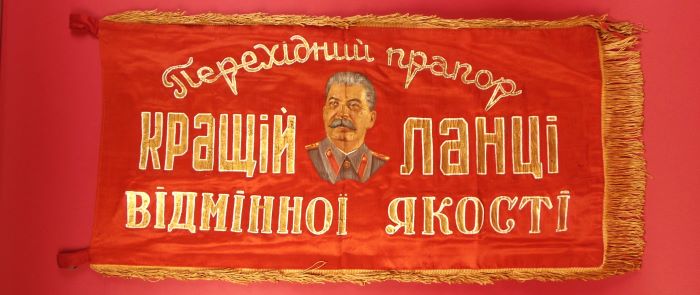 Перехідний прапор
КРАЩІЙ ЛАНЦІ
ВІДМІННОЇ ЯКОСТІ